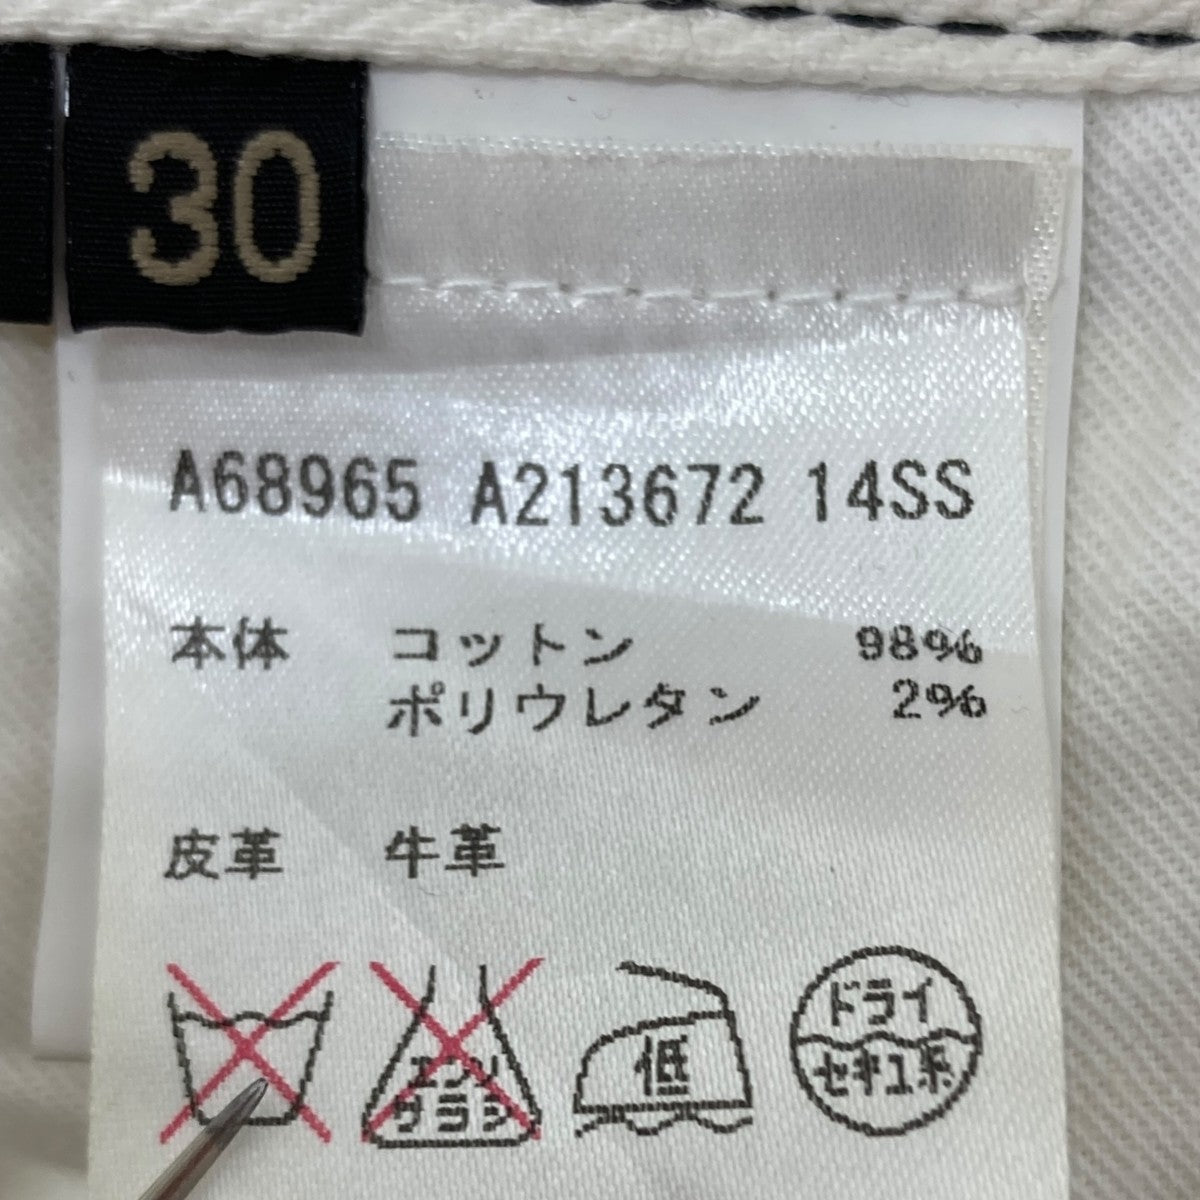 30
A68965 A213672 14SS
本体 コットン 98%
ポリウレタン 2%
皮革 牛革
エンソ
サラシ
低
ドライ
セキユ系